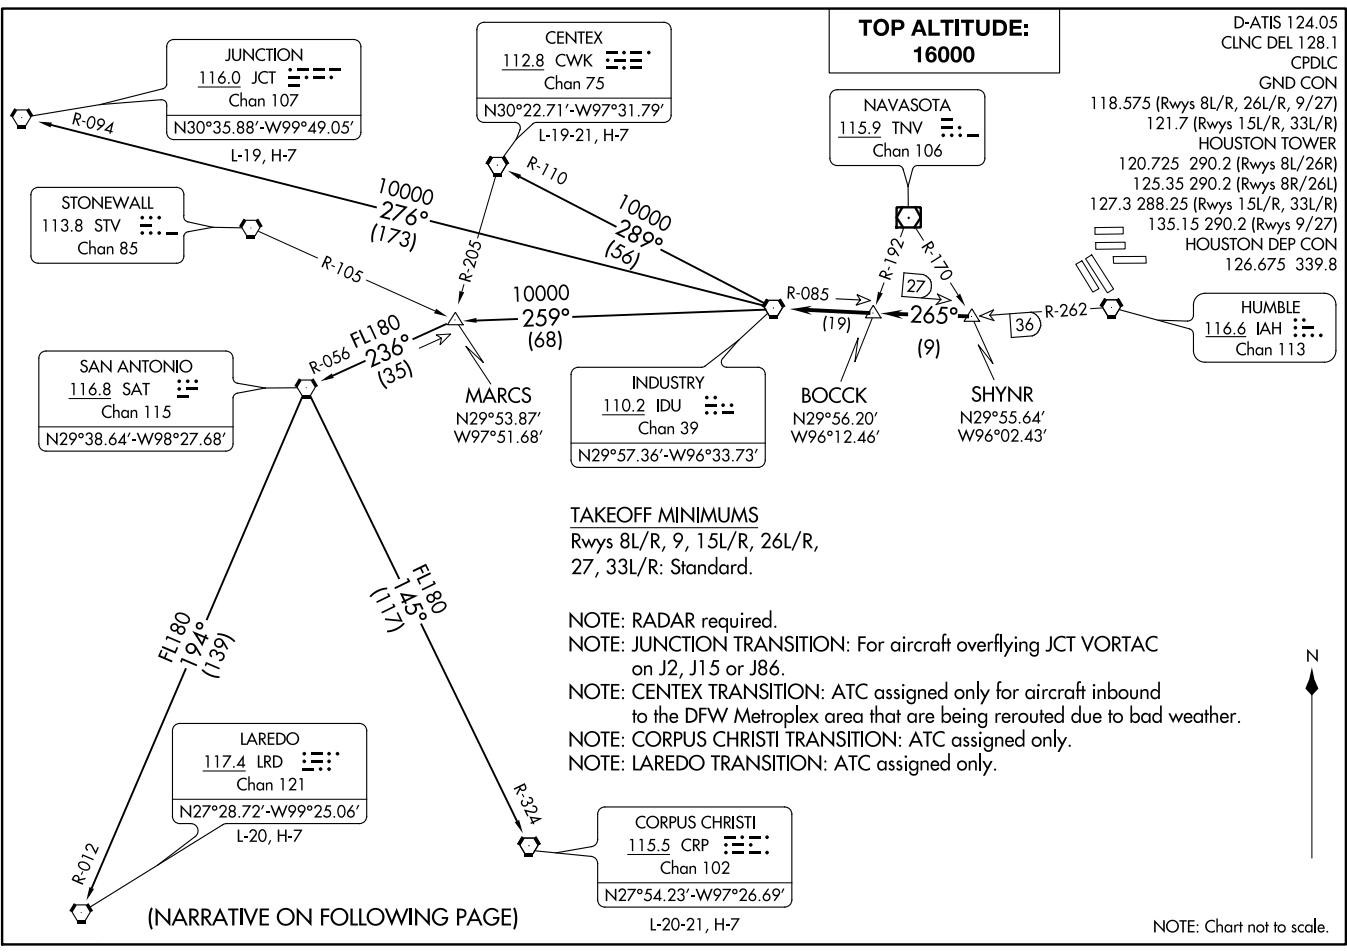 TOP ALTITUDE:
16000
D-ATIS 124.05
CLNC DEL 128.1
CPDLC
GND CON
118.575 (Rwys 8L/R, 26L/R, 9/27)
121.7 (Rwys 15L/R, 33L/R)
HOUSTON TOWER
120.725 290.2 (Rwys 8L/26R)
125.35 290.2 (Rwys 8R/26L)
127.3 288.25 (Rwys 15L/R, 33L/R)
135.15 290.2 (Rwys 9/27)
HOUSTON DEP CON
126.675 339.8
JUNCTION
116.0 JCT
Chan 107
N30°35.88'-W99°49.05'
L-19, H-7
CENTEX
112.8 CWK
Chan 75
N30°22.71'-W97°31.79'
L-19-21, H-7
NAVASOTA
115.9 TNV
Chan 106
STONEWALL
113.8 STV
Chan 85
HUMBLE
116.6 IAH
Chan 113
SAN ANTONIO
116.8 SAT
Chan 115
N29°38.64'-W98°27.68'
INDUSTRY
110.2 IDU
Chan 39
N29°57.36'-W96°33.73'
MARCS
N29°53.87'
W97°51.68'
BOCCK
N29°56.20'
W96°12.46'
SHYNR
N29°55.64'
W96°02.43'
R-094
10000
276°
(173)
R-110
10000
289°
(56)
R-205
R-105
10000
259°
(68)
R-056
FL180
236°
(35)
R-085
(19)
R-192
R-170
27
265°
(9)
36
R-262
FL180
194°
(139)
R-012
FL180
145°
(117)
R-324
TAKEOFF MINIMUMS
Rwys 8L/R, 9, 15L/R, 26L/R,
27, 33L/R: Standard.
NOTE: RADAR required.
NOTE: JUNCTION TRANSITION: For aircraft overflying JCT VORTAC
on J2, J15 or J86.
NOTE: CENTEX TRANSITION: ATC assigned only for aircraft inbound
to the DFW Metroplex area that are being rerouted due to bad weather.
NOTE: CORPUS CHRISTI TRANSITION: ATC assigned only.
NOTE: LAREDO TRANSITION: ATC assigned only.
N
LAREDO
117.4 LRD
Chan 121
N27°28.72'-W99°25.06'
L-20, H-7
CORPUS CHRISTI
115.5 CRP
Chan 102
N27°54.23'-W97°26.69'
L-20-21, H-7
(NARRATIVE ON FOLLOWING PAGE)
NOTE: Chart not to scale.